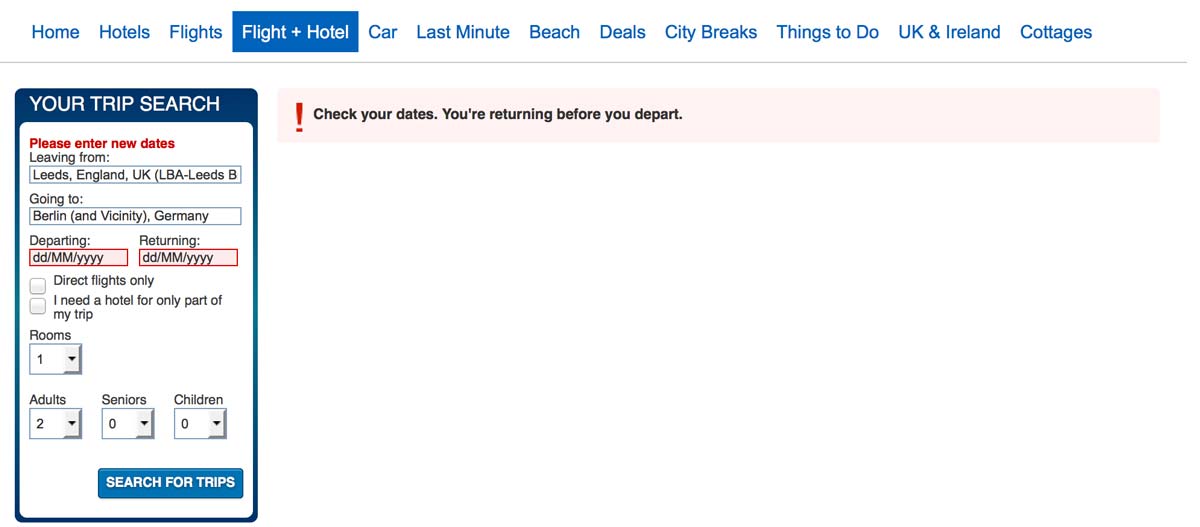 Home Hotels Flights Flight + Hotel Car Last Minute Beach Deals City Breaks Things to Do UK & Ireland Cottages
YOUR TRIP SEARCH
Please enter new dates
Leaving from:
Leeds, England, UK (LBA-Leeds B
Going to:
Berlin (and Vicinity), Germany
Departing: Returning:
dd/MM/yyyy dd/MM/yyyy
Direct flights only
I need a hotel for only part of
my trip
Rooms
1
Adults Seniors Children
2 0 0
SEARCH FOR TRIPS
! Check your dates. You're returning before you depart.